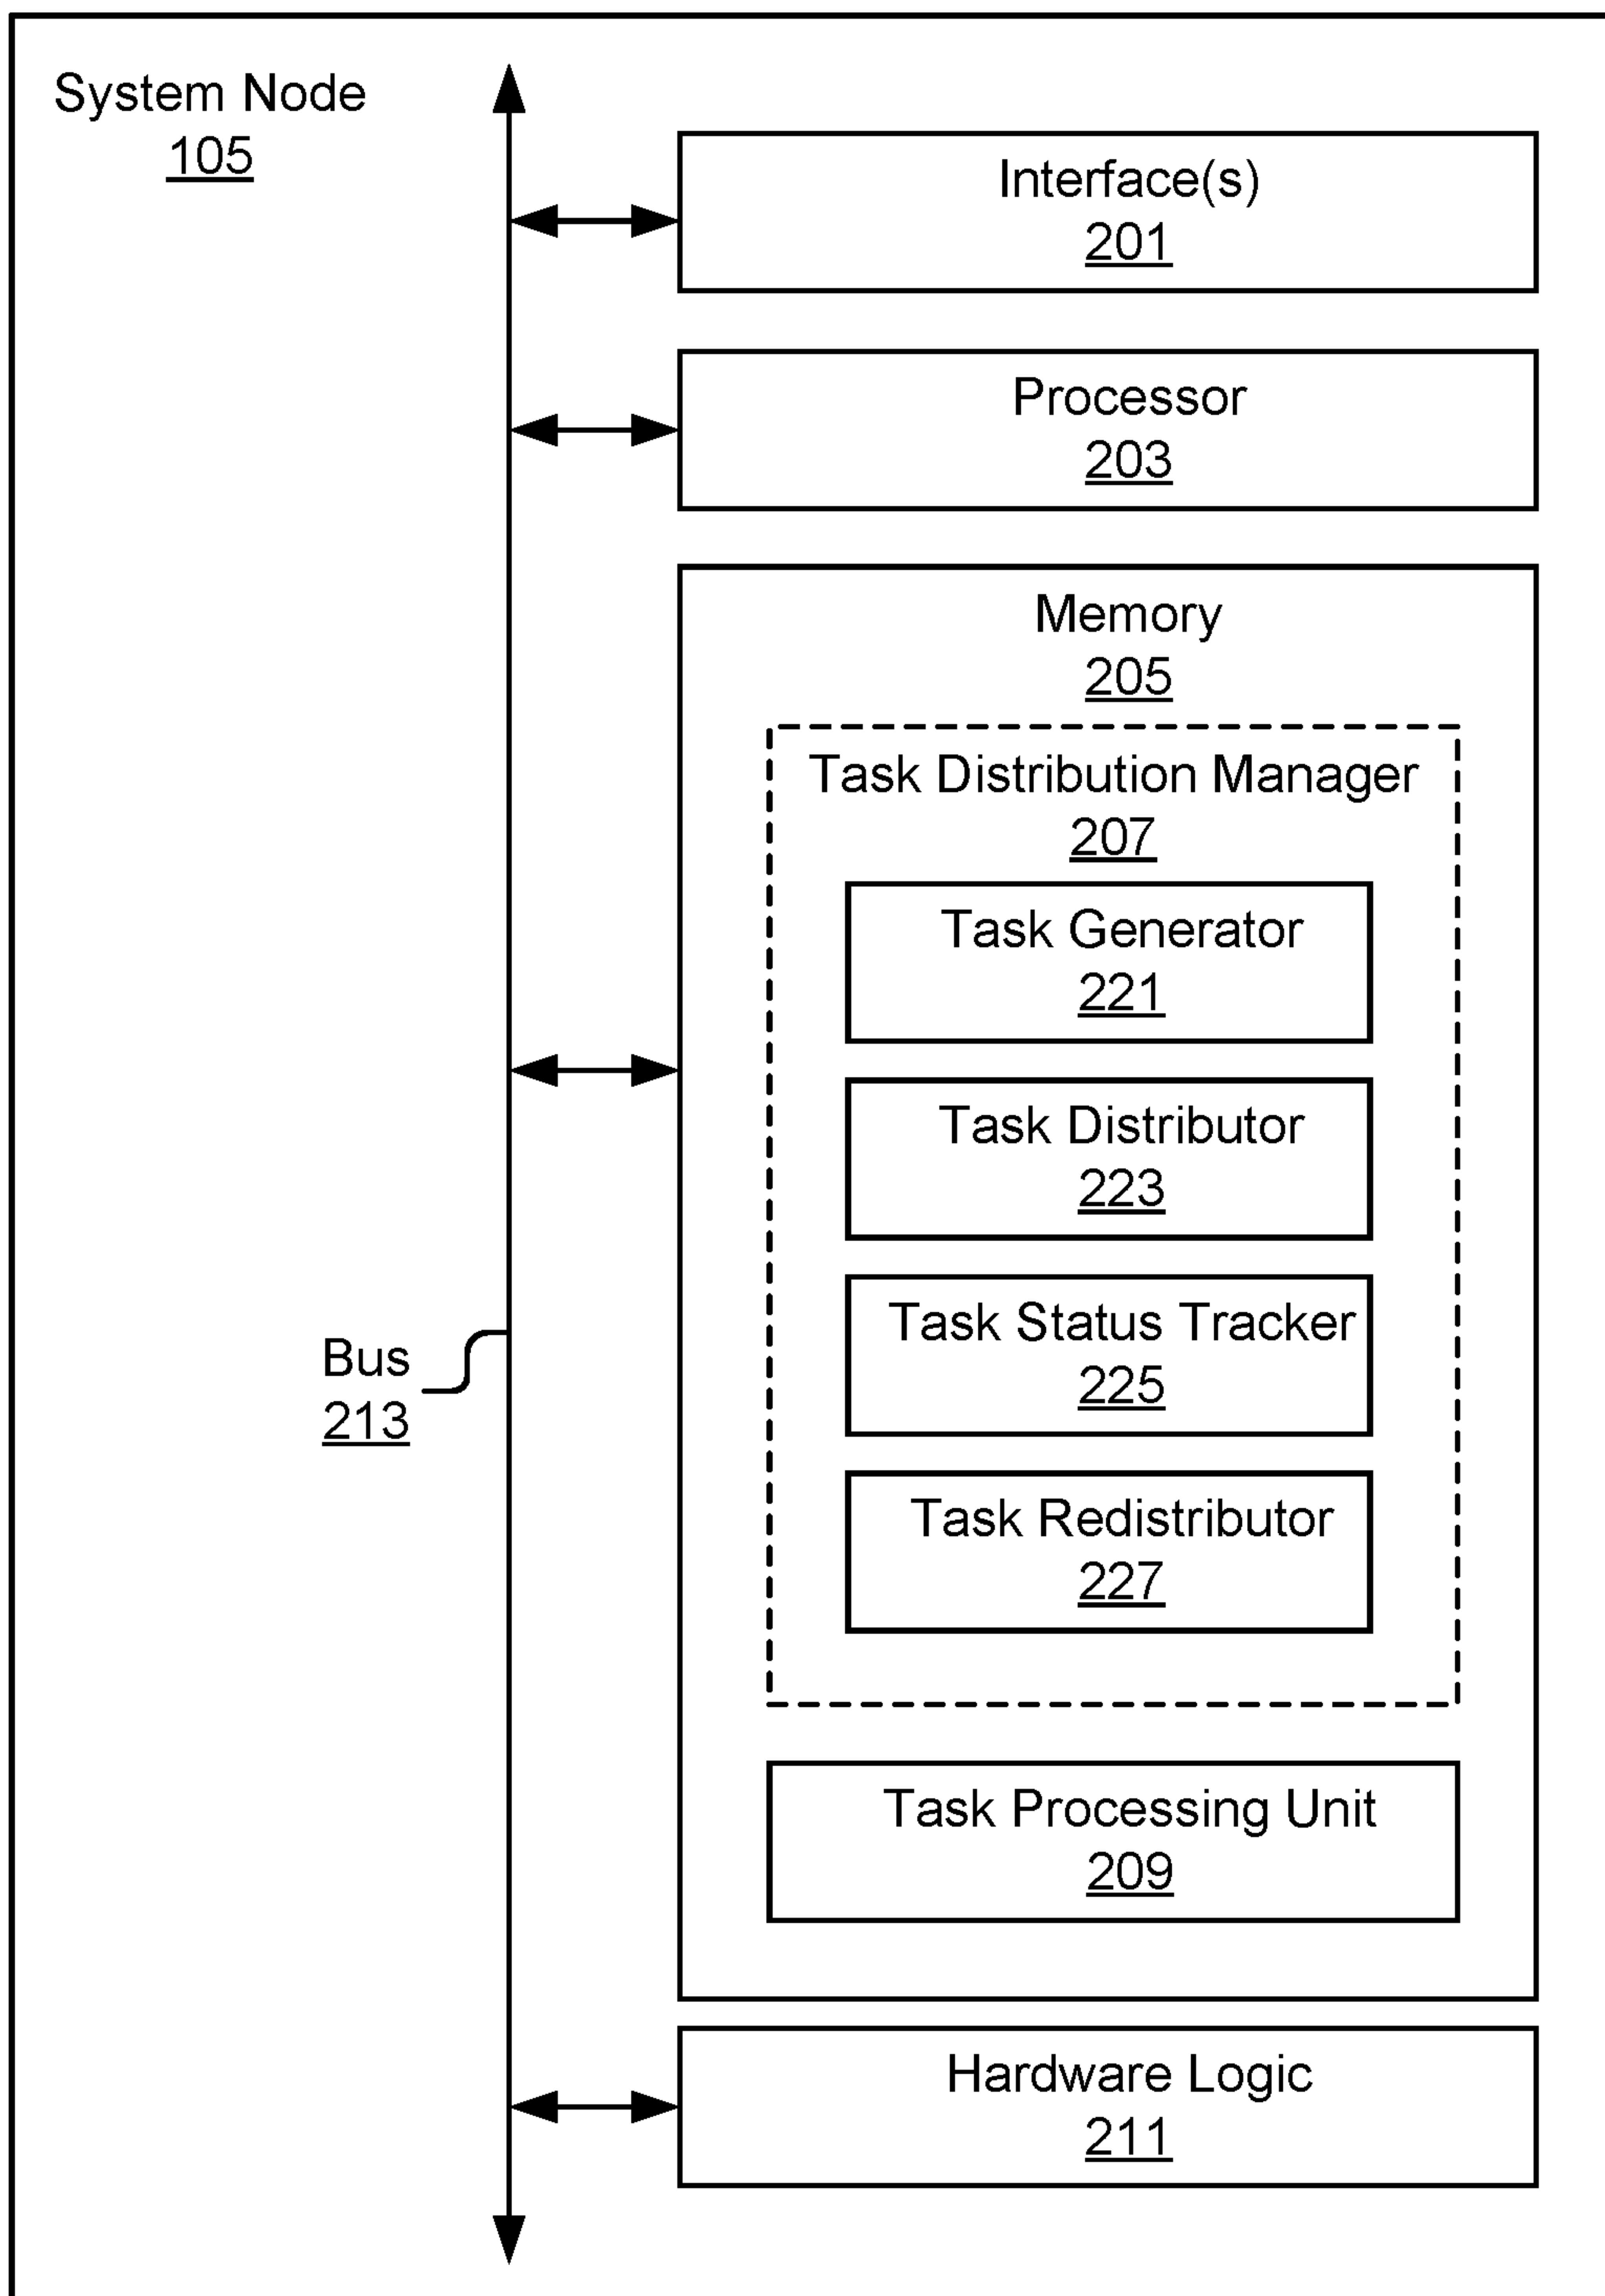 System Node
105
Interface(s)
201
Processor
203
Memory
205
Task Distribution Manager
207
Task Generator
221
Task Distributor
223
Task Status Tracker
225
Bus
213
Task Redistributor
227
Task Processing Unit
209
Hardware Logic
211